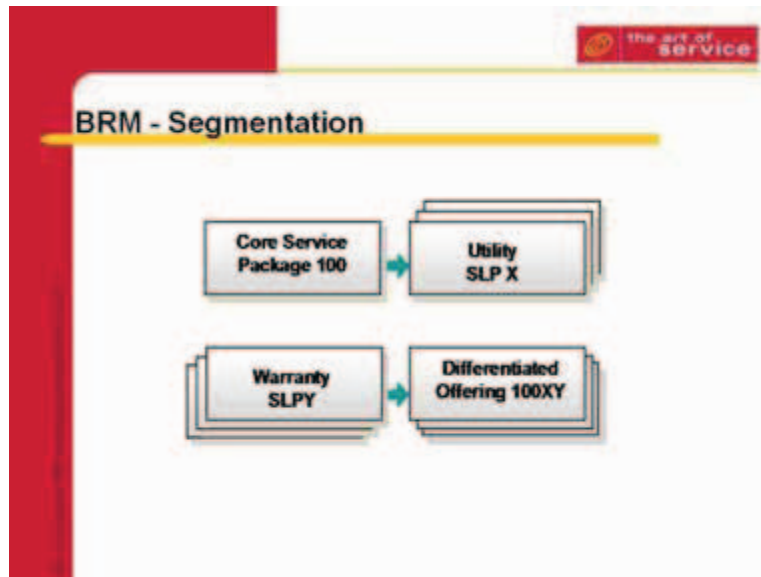 the art of
service
BRM - Segmentation
Core Service
Package 100
Utility
SLP X
Warranty
SLPY
Differentiated
Offering 100XY